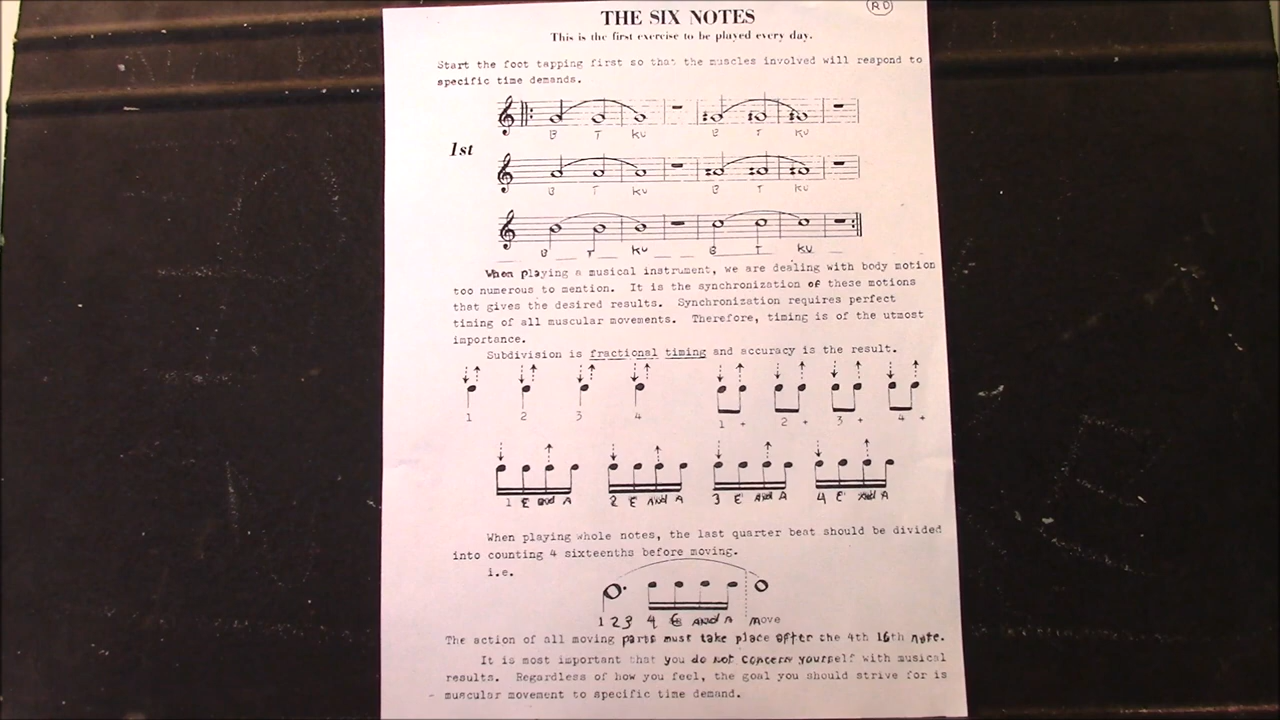 RD
THE SIX NOTES
This is the first exercise to be played every day.
Start the foot tapping first so that the muscles involved will respond to
specific time demands.
B T KU B T KU
1st
B T KU B T KU
B T KU B T KU
When playing a musical instrument, we are dealing with body motion
too numerous to mention. It is the synchronization of these motions
that gives the desired results. Synchronization requires perfect
timing of all muscular movements. Therefore, timing is of the utmost
importance.
Subdivision is fractional timing and accuracy is the result.
1 2 3 4 1 + 2 + 3 + 4 +
1 E and A 2 E And A 3 E And A 4 E And A
When playing whole notes, the last quarter beat should be divided
into counting 4 sixteenths before moving.
i.e.
1 2 3 4 E And A move
The action of all moving parts must take place after the 4th 16th note.
It is most important that you do not concern yourself with musical
results. Regardless of how you feel, the goal you should strive for is
muscular movement to specific time demand.